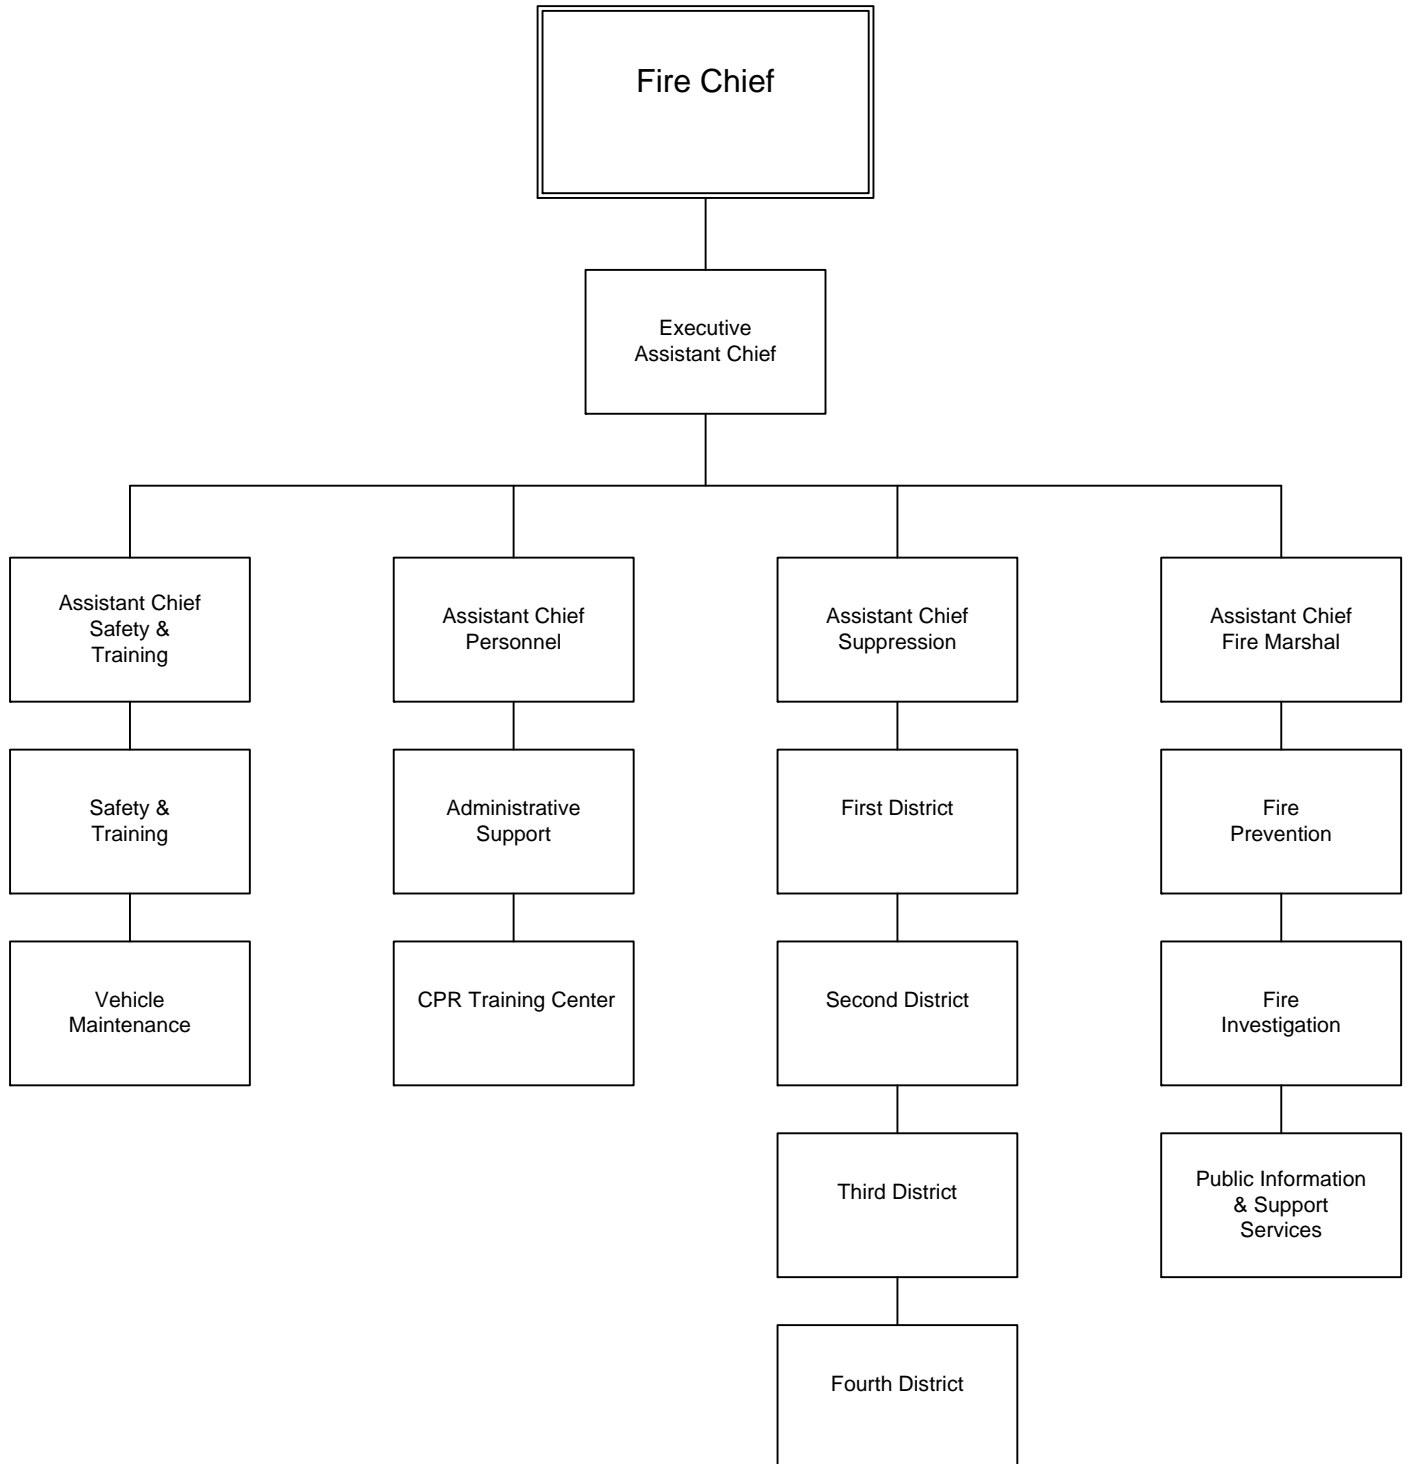 Fire Chief
Executive
Assistant Chief
Assistant Chief
Safety &
Training
Assistant Chief
Personnel
Assistant Chief
Suppression
Assistant Chief
Fire Marshal
Safety &
Training
Administrative
Support
First District
Fire
Prevention
Vehicle
Maintenance
CPR Training Center
Second District
Fire
Investigation
Third District
Public Information
& Support
Services
Fourth District